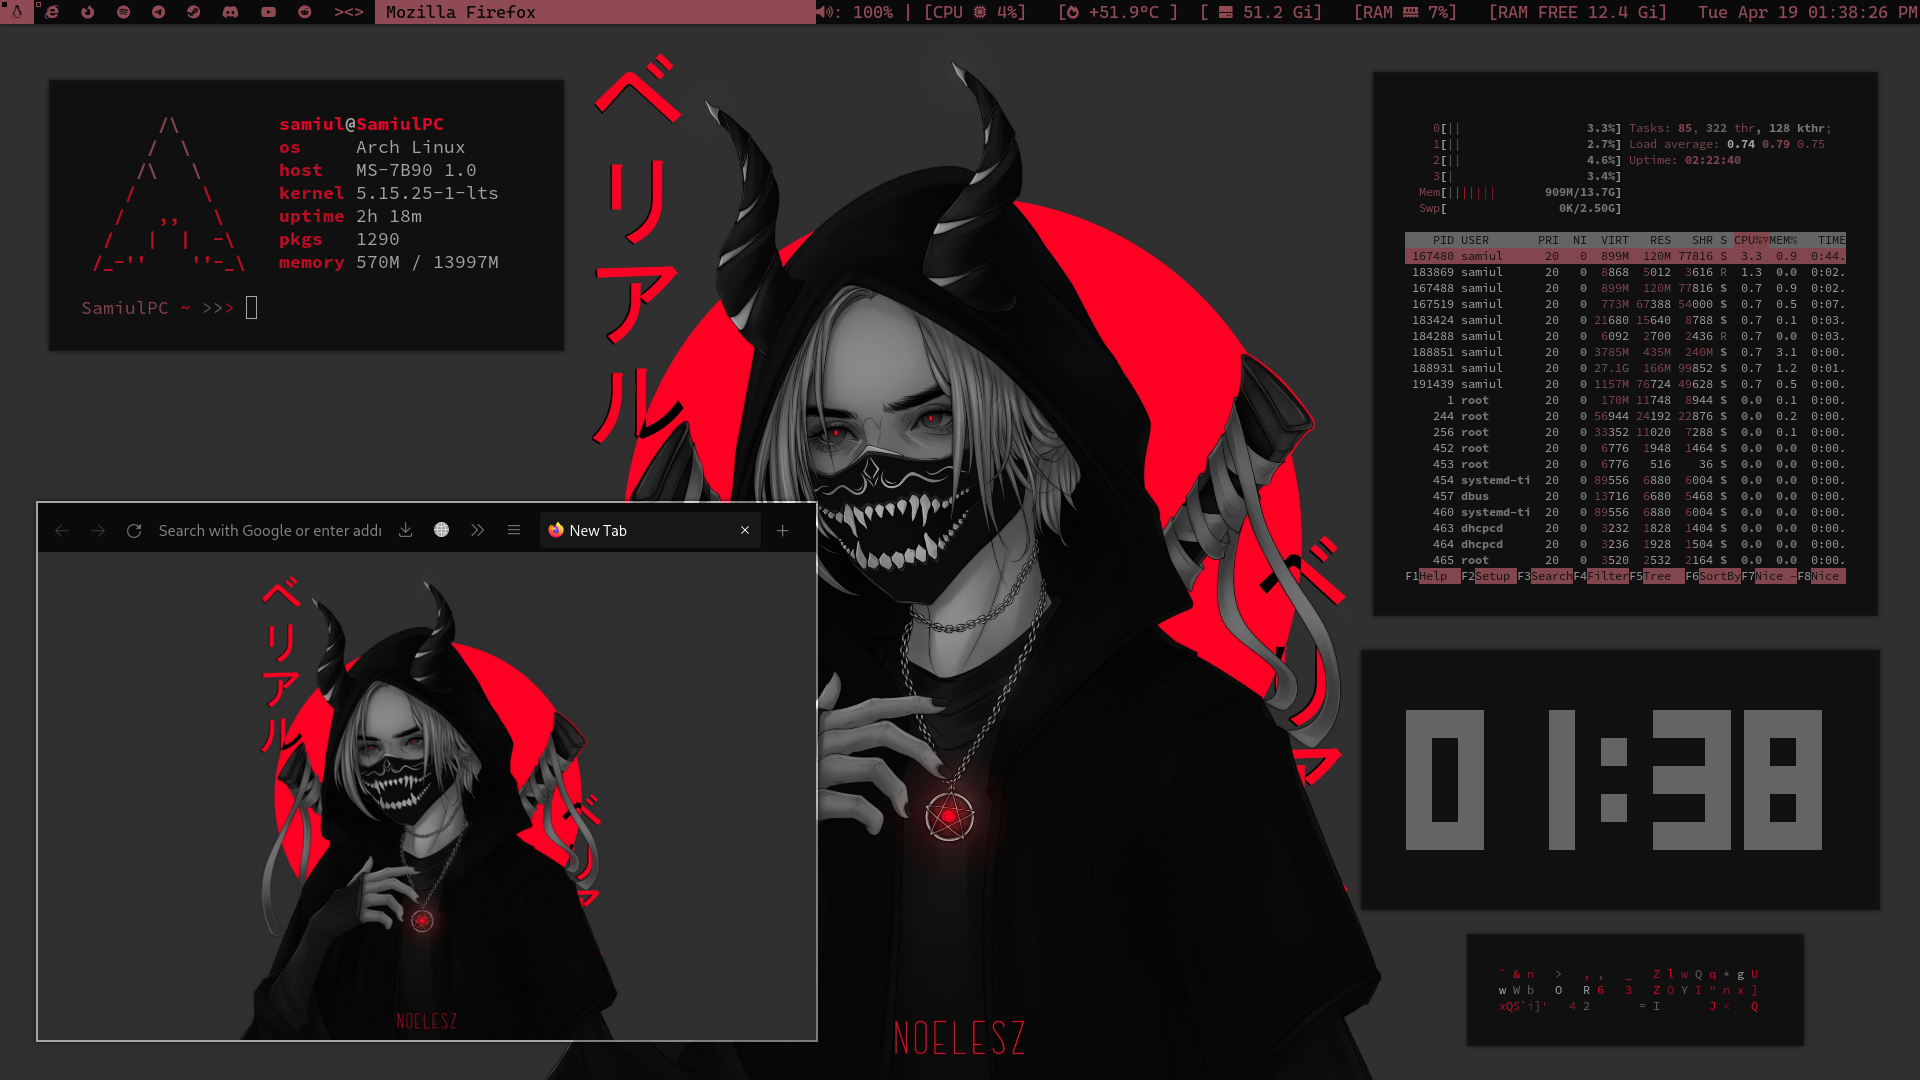 ><> Mozilla Firefox : 100% | [CPU 4%] [ +51.9°C ] [ 51.2 Gi] [RAM 7%] [RAM FREE 12.4 Gi] Tue Apr 19 01:38:26 PM
samiul@SamiulPC
os Arch Linux
host MS-7B90 1.0
kernel 5.15.25-1-lts
uptime 2h 18m
pkgs 1290
memory 570M / 13997M
SamiulPC ~ >>>
ベリアル
0[|| 3.3%] Tasks: 85, 322 thr, 128 kthr;
1[|| 2.7%] Load average: 0.74 0.79 0.75
2[|| 4.6%] Uptime: 02:22:40
3[| 3.4%]
Mem[||||||| 909M/13.7G]
Swp[ 0K/2.50G]
PID USER PRI NI VIRT RES SHR S CPU%▽MEM% TIME
167480 samiul 20 0 899M 120M 77816 S 3.3 0.9 0:44.
183869 samiul 20 0 8868 5012 3616 R 1.3 0.0 0:02.
167488 samiul 20 0 899M 120M 77816 S 0.7 0.9 0:02.
167519 samiul 20 0 773M 67388 54000 S 0.7 0.5 0:07.
183424 samiul 20 0 21680 15640 8788 S 0.7 0.1 0:03.
184288 samiul 20 0 6092 2700 2436 R 0.7 0.0 0:03.
188851 samiul 20 0 3785M 435M 240M S 0.7 3.1 0:00.
188931 samiul 20 0 27.1G 166M 99852 S 0.7 1.2 0:01.
191439 samiul 20 0 1157M 76724 49628 S 0.7 0.5 0:00.
1 root 20 0 170M 11748 8944 S 0.0 0.1 0:00.
244 root 20 0 56944 24192 22876 S 0.0 0.2 0:00.
256 root 20 0 33352 11020 7288 S 0.0 0.1 0:00.
452 root 20 0 6776 1948 1464 S 0.0 0.0 0:00.
453 root 20 0 6776 516 36 S 0.0 0.0 0:00.
454 systemd-ti 20 0 89556 6880 6004 S 0.0 0.0 0:00.
457 dbus 20 0 13716 6680 5468 S 0.0 0.0 0:00.
460 systemd-ti 20 0 89556 6880 6004 S 0.0 0.0 0:00.
463 dhcpcd 20 0 3232 1828 1404 S 0.0 0.0 0:00.
464 dhcpcd 20 0 3236 1928 1504 S 0.0 0.0 0:00.
465 root 20 0 3520 2532 2164 S 0.0 0.0 0:00.
F1Help F2Setup F3SearchF4FilterF5Tree F6SortByF7Nice -F8Nice
Search with Google or enter addr
New Tab
ベリアル
NOELESZ
NOELESZ
01:38
` & n > , , _ Z l w Q q * g U
w W b O R 6 3 Z O Y I " n x ]
4 2 = I J < Q